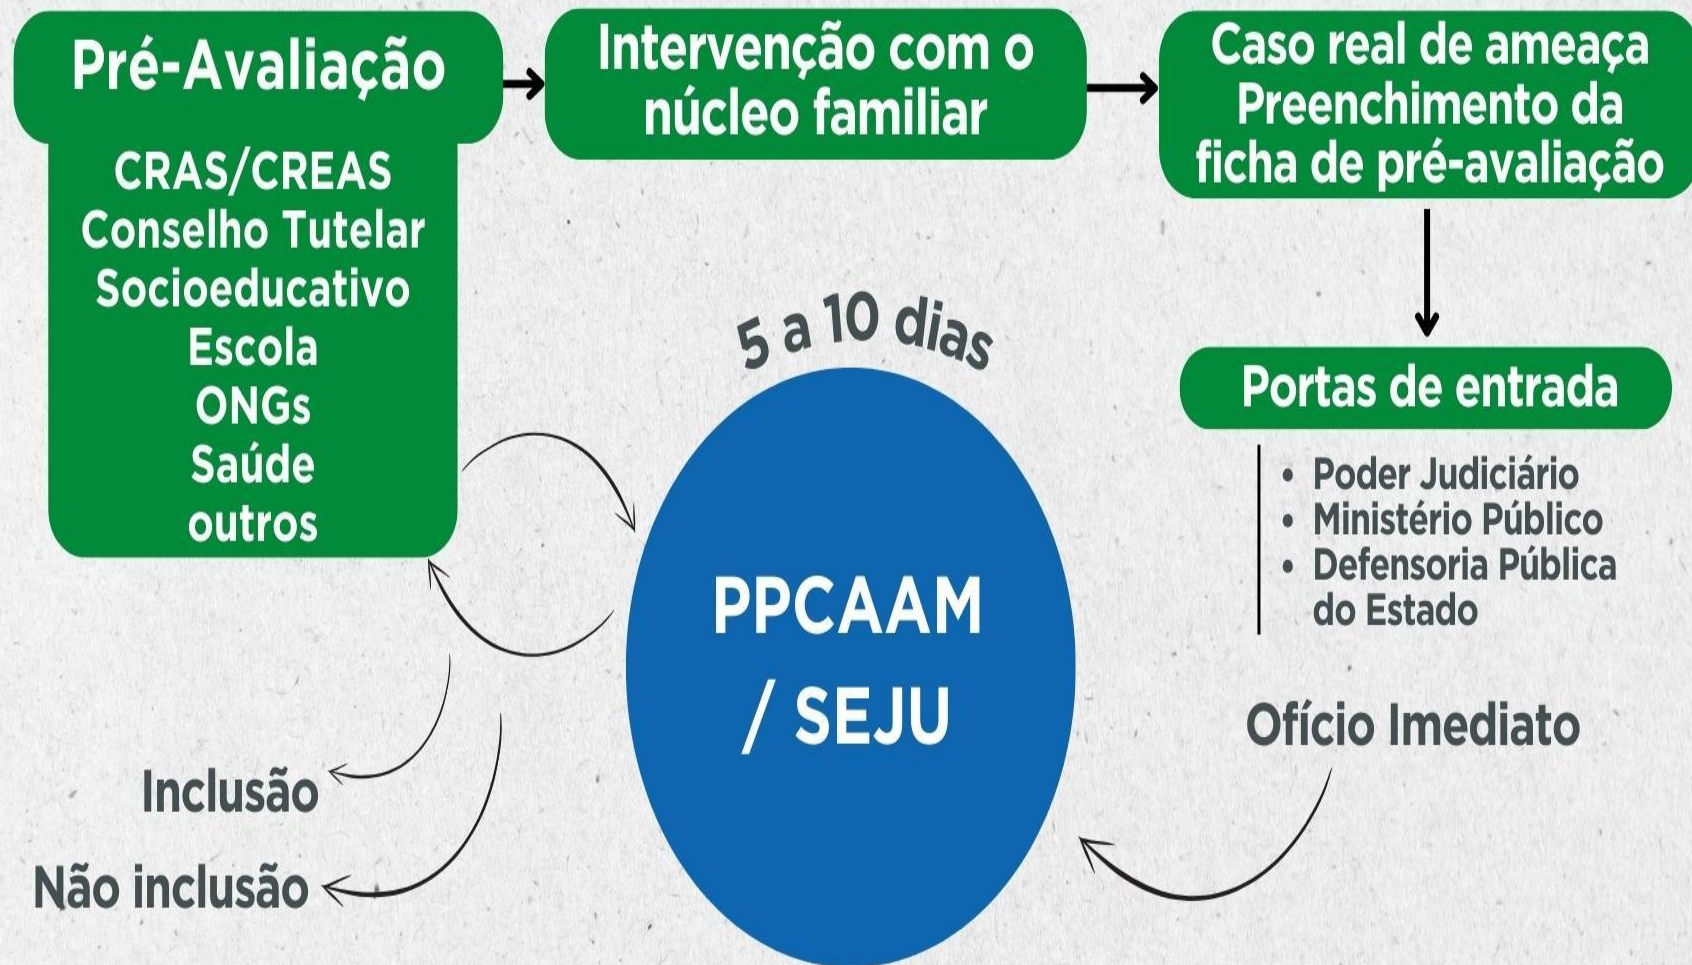 Pré-Avaliação
CRAS/CREAS
Conselho Tutelar
Socioeducativo
Escola
ONGs
Saúde
outros
Intervenção com o
núcleo familiar
Caso real de ameaça
Preenchimento da
ficha de pré-avaliação
Portas de entrada
• Poder Judiciário
• Ministério Público
• Defensoria Pública
do Estado
Ofício Imediato
5 a 10 dias
PPCAAM
/ SEJU
Inclusão
Não inclusão